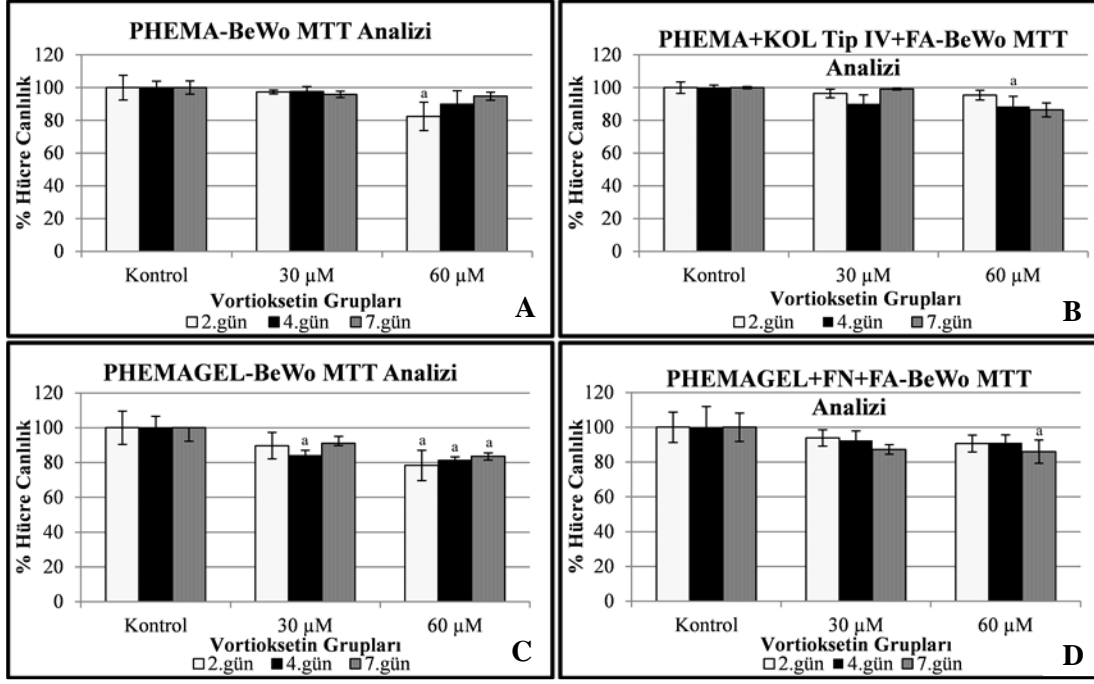 PHEMA-BeWo MTT Analizi
% Hücre Canlılık
120
100
80
60
40
20
0
a
Kontrol 30 µM 60 µM
Vortioksetin Grupları
2.gün 4.gün 7.gün
A
PHEMA+KOL Tip IV+FA-BeWo MTT
Analizi
% Hücre Canlılık
120
100
80
60
40
20
0
a
Kontrol 30 µM 60 µM
Vortioksetin Grupları
2.gün 4.gün 7.gün
B
PHEMAGEL-BeWo MTT Analizi
% Hücre Canlılık
120
100
80
60
40
20
0
a a a a
Kontrol 30 µM 60 µM
Vortioksetin Grupları
2.gün 4.gün 7.gün
C
PHEMAGEL+FN+FA-BeWo MTT
Analizi
% Hücre Canlılık
120
100
80
60
40
20
0
a
Kontrol 30 µM 60 µM
Vortioksetin Grupları
2.gün 4.gün 7.gün
D